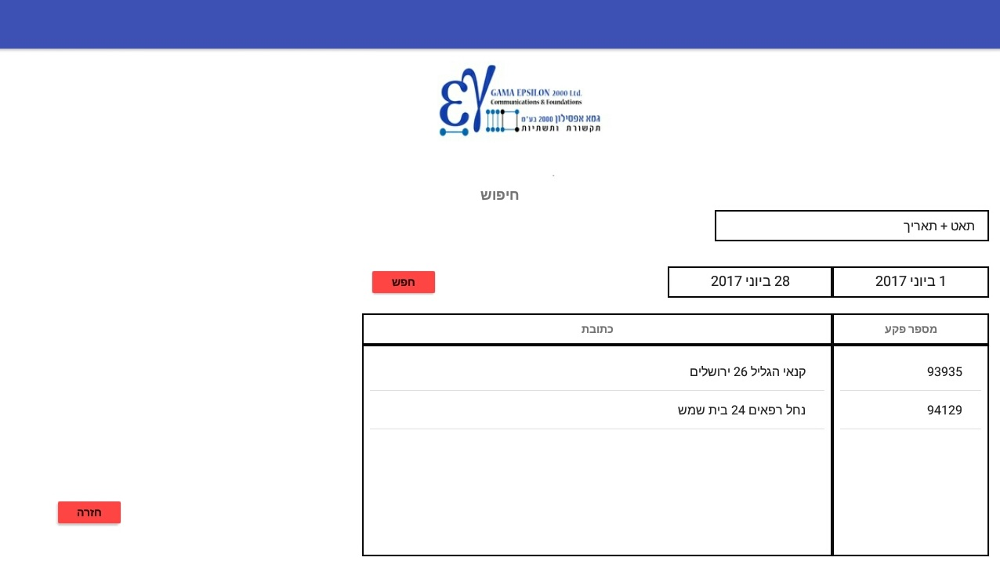 GAMA EPSILON 2000 Ltd.
Communications & Foundations
גמא אפסילון 2000 בע"מ
תקשורת ותשתיות
חיפוש
תאט + תאריך
1 ביוני 2017
28 ביוני 2017
חפש
מספר פקע
כתובת
93935
קנאי הגליל 26 ירושלים
94129
נחל רפאים 24 בית שמש
חזרה